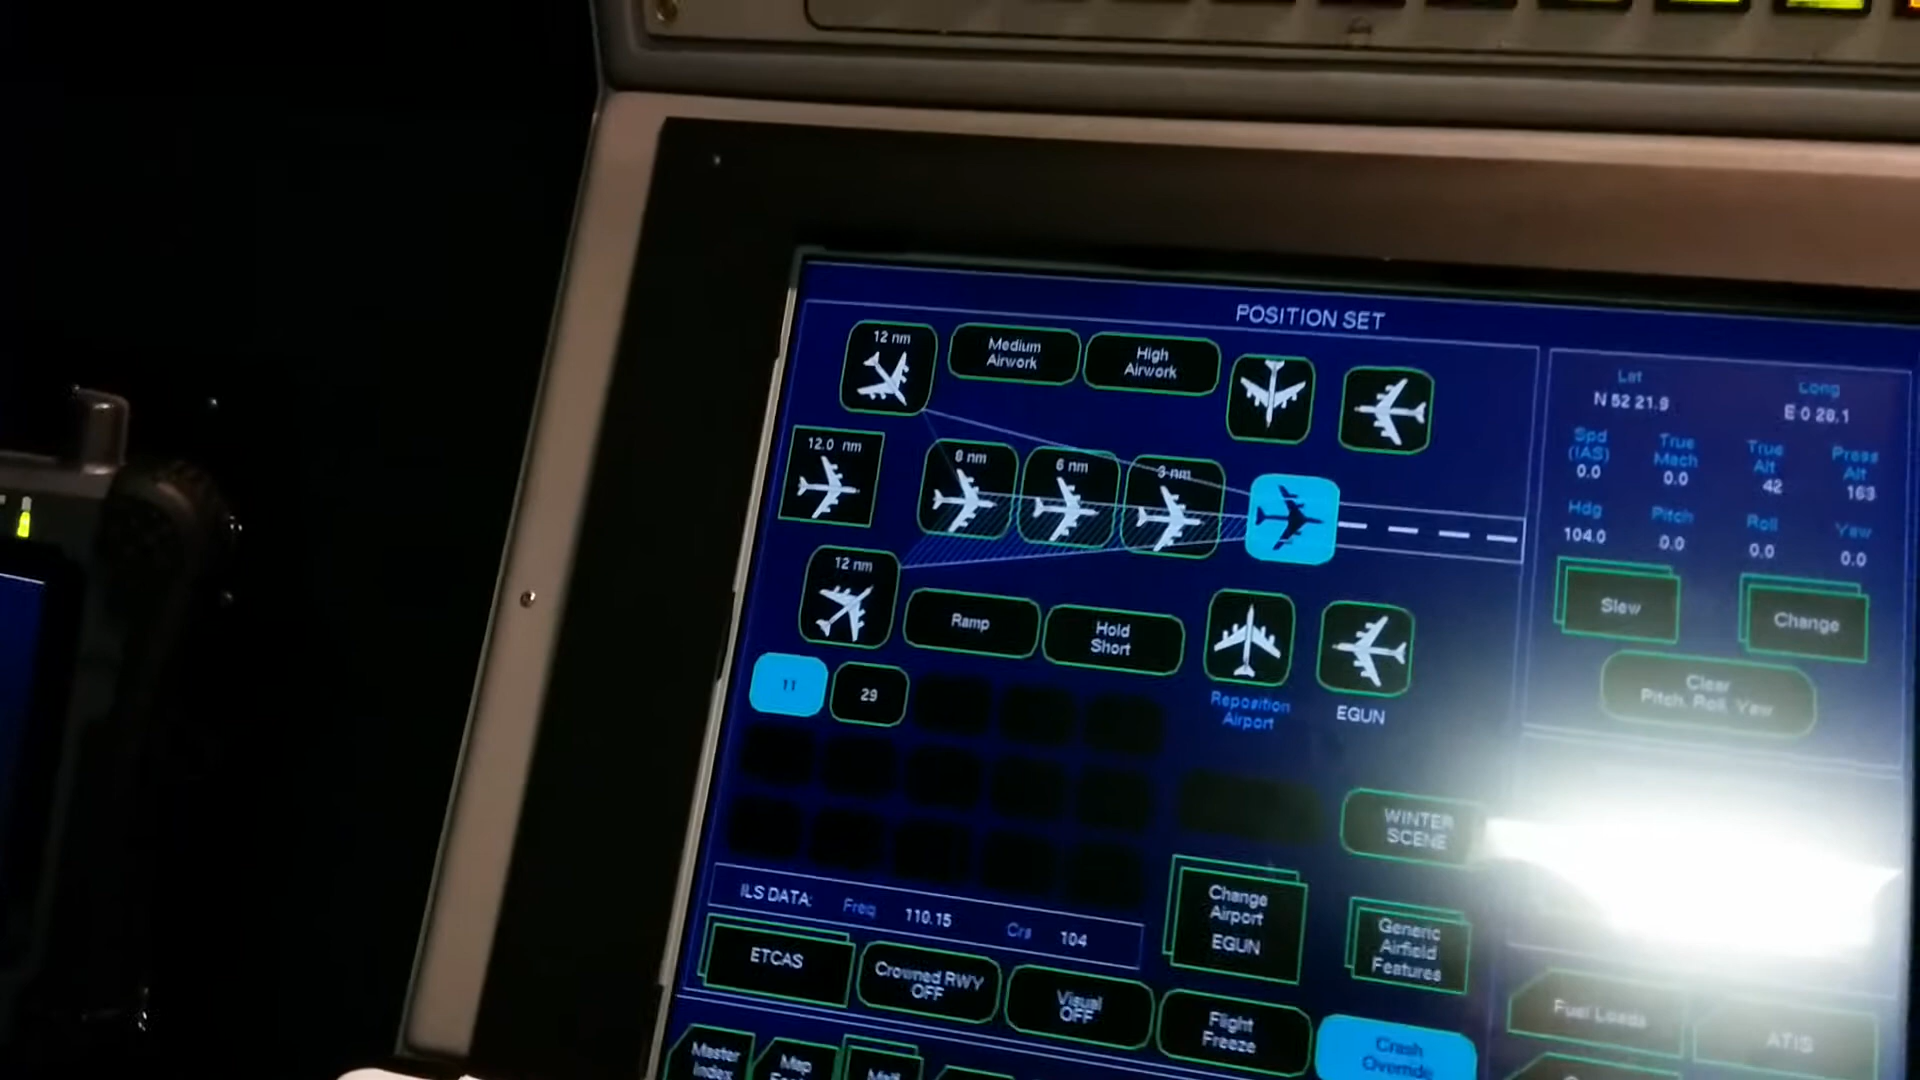 POSITION SET
12 nm
Medium
Airwork
High
Airwork
12.0 nm
8 nm
6 nm
3 nm
12 nm
Ramp
Hold
Short
11
29
Reposition
Airport
EGUN
Lat
Long
N 52 21.9
E 0 28.1
Spd
(IAS)
True
Mach
True
Alt
Press
Alt
0.0
0.0
42
163
Hdg
Pitch
Roll
Yaw
104.0
0.0
0.0
0.0
Slew
Change
Clear
Pitch, Roll, Yaw
WINTER
SCENE
ILS DATA:
Freq
110.15
Crs
104
Change
Airport
EGUN
Generic
Airfield
Features
ETCAS
Crowned RWY
OFF
Visual
OFF
Flight
Freeze
Crash
Override
Fuel Loads
ATIS
Master
Index
Map